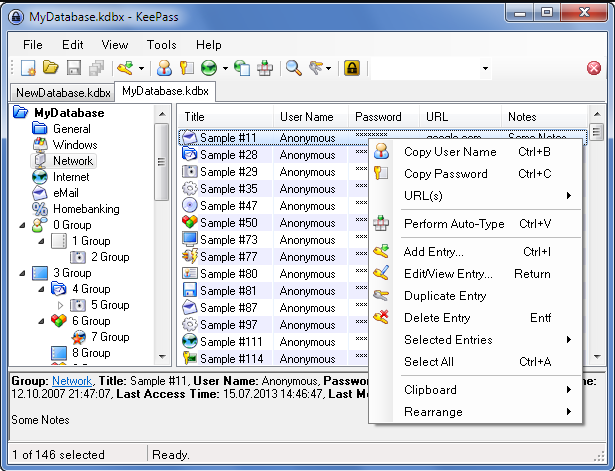 MyDatabase.kdbx - KeePass
File Edit View Tools Help
NewDatabase.kdbx MyDatabase.kdbx
MyDatabase
General
Windows
Network
Internet
eMail
Homebanking
0 Group
1 Group
2 Group
3 Group
4 Group
5 Group
6 Group
7 Group
8 Group
Title User Name Password URL Notes
Sample #11 Anonymous ******** google.com Some Notes
Sample #28 Anonymous
Sample #29 Anonymous
Sample #35 Anonymous
Sample #47 Anonymous
Sample #50 Anonymous
Sample #73 Anonymous
Sample #77 Anonymous
Sample #80 Anonymous
Sample #81 Anonymous
Sample #87 Anonymous
Sample #97 Anonymous
Sample #111 Anonymous
Sample #114 Anonymous
Copy User Name Ctrl+B
Copy Password Ctrl+C
URL(s)
Perform Auto-Type Ctrl+V
Add Entry... Ctrl+I
Edit/View Entry... Return
Duplicate Entry
Delete Entry Entf
Selected Entries
Select All Ctrl+A
Clipboard
Rearrange
Group: Network, Title: Sample #11, User Name: Anonymous, me:
12.10.2007 21:47:07, Last Access Time: 15.07.2013 14:46:47, Last
Some Notes
1 of 146 selected Ready.